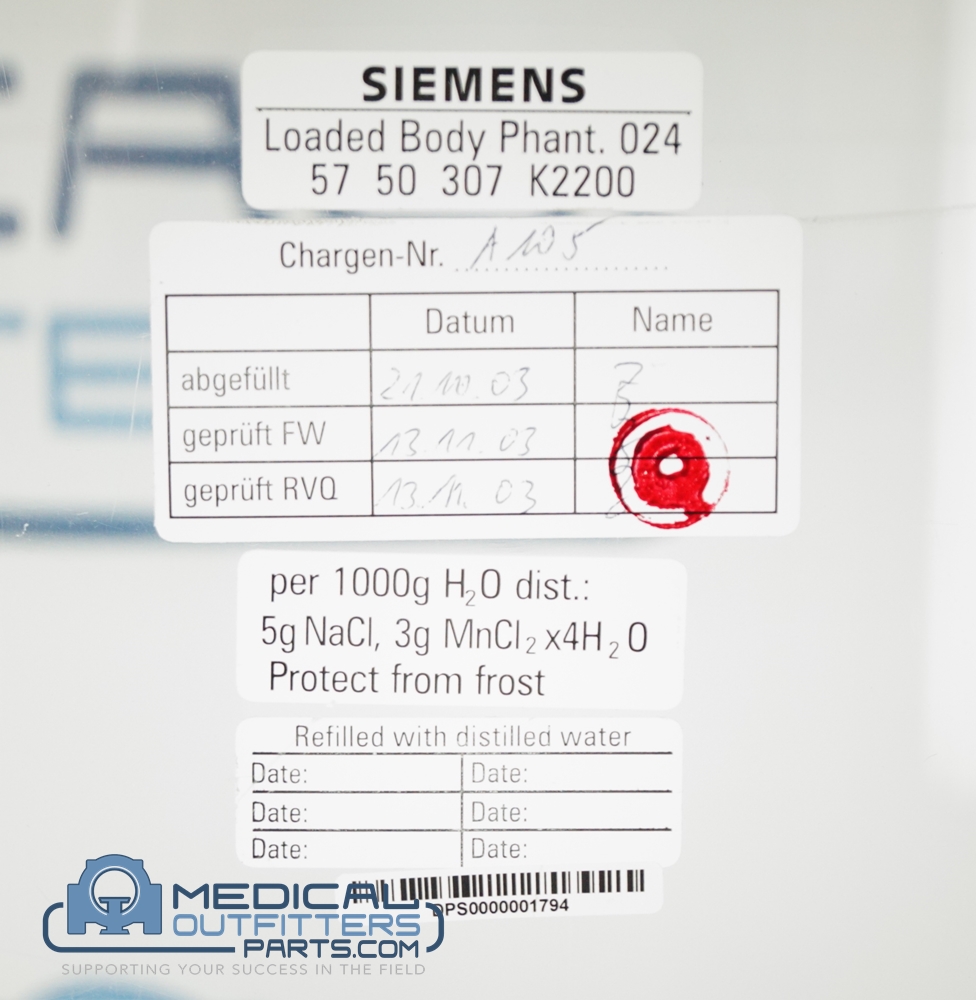 SIEMENS
Loaded Body Phant. 024
57 50 307 K2200
Chargen-Nr. A 105
Datum Name
abgefüllt 21.10.03
geprüft FW 13.11.03
geprüft RVQ 13.11.03
per 1000g H₂O dist.:
5g NaCl, 3g MnCl₂ x4H₂O
Protect from frost
Refilled with distilled water
Date: Date:
Date: Date:
Date: Date:
DPS0000001794
MEDICAL
OUTFITTERS
PARTS.COM
SUPPORTING YOUR SUCCESS IN THE FIELD